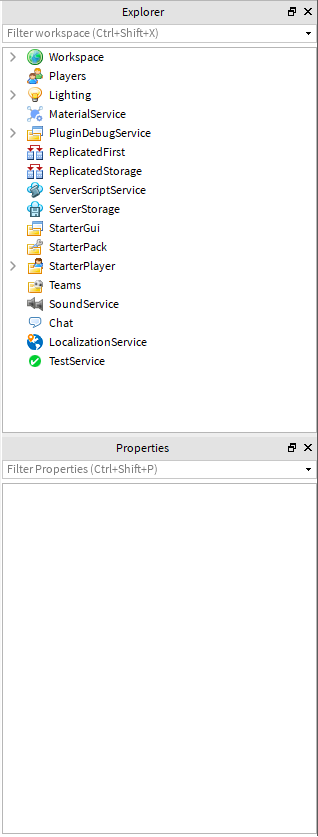 Explorer
Filter workspace (Ctrl+Shift+X)
Workspace
Players
Lighting
MaterialService
PluginDebugService
ReplicatedFirst
ReplicatedStorage
ServerScriptService
ServerStorage
StarterGui
StarterPack
StarterPlayer
Teams
SoundService
Chat
LocalizationService
TestService
Properties
Filter Properties (Ctrl+Shift+P)